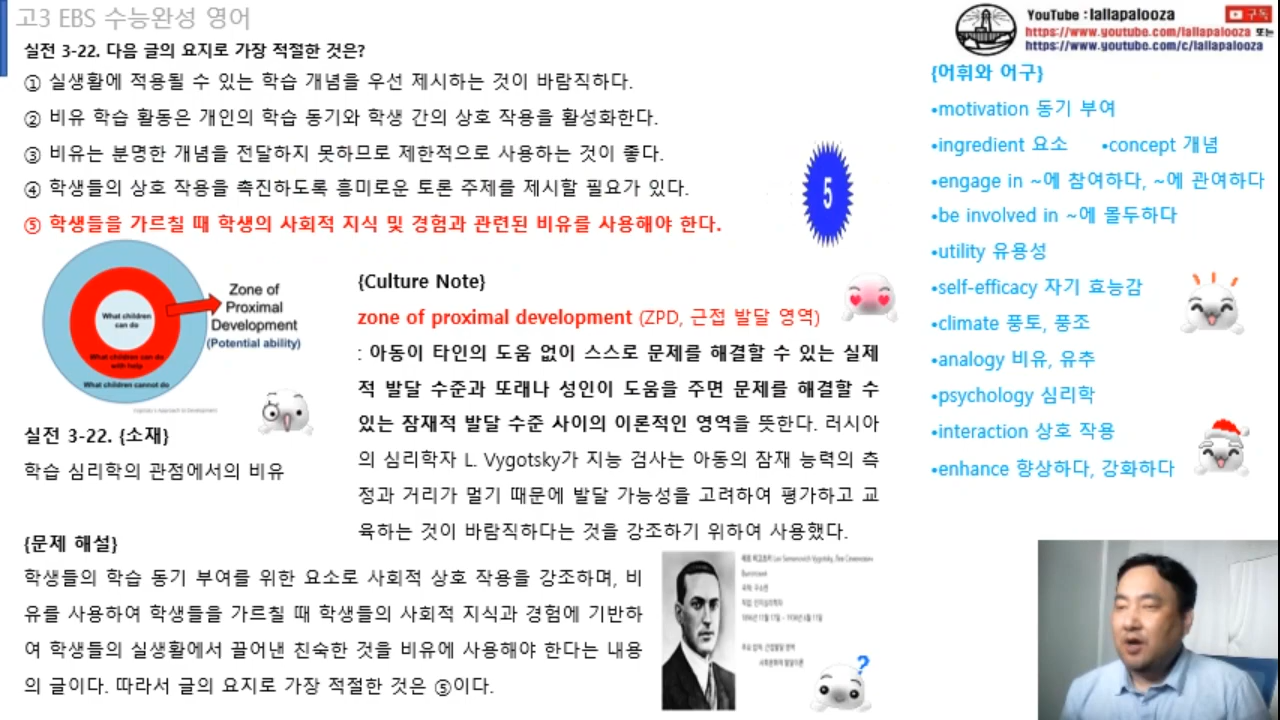 고3 EBS 수능완성 영어
실전 3-22. 다음 글의 요지로 가장 적절한 것은?
① 실생활에 적용될 수 있는 학습 개념을 우선 제시하는 것이 바람직하다.
② 비유 학습 활동은 개인의 학습 동기와 학생 간의 상호 작용을 활성화한다.
③ 비유는 분명한 개념을 전달하지 못하므로 제한적으로 사용하는 것이 좋다.
④ 학생들의 상호 작용을 촉진하도록 흥미로운 토론 주제를 제시할 필요가 있다.
⑤ 학생들을 가르칠 때 학생의 사회적 지식 및 경험과 관련된 비유를 사용해야 한다.
5
What children
can do
What children can do
with help
What children cannot do
Zone of
Proximal
Development
(Potential ability)
Vygotsky's Approach to Development
실전 3-22. {소재}
학습 심리학의 관점에서의 비유
{Culture Note}
zone of proximal development (ZPD, 근접 발달 영역)
: 아동이 타인의 도움 없이 스스로 문제를 해결할 수 있는 실제
적 발달 수준과 또래나 성인이 도움을 주면 문제를 해결할 수
있는 잠재적 발달 수준 사이의 이론적인 영역을 뜻한다. 러시아
의 심리학자 L. Vygotsky가 지능 검사는 아동의 잠재 능력의 측
정과 거리가 멀기 때문에 발달 가능성을 고려하여 평가하고 교
육하는 것이 바람직하다는 것을 강조하기 위하여 사용했다.
{문제 해설}
학생들의 학습 동기 부여를 위한 요소로 사회적 상호 작용을 강조하며, 비
유를 사용하여 학생들을 가르칠 때 학생들의 사회적 지식과 경험에 기반하
여 학생들의 실생활에서 끌어낸 친숙한 것을 비유에 사용해야 한다는 내용
의 글이다. 따라서 글의 요지로 가장 적절한 것은 ⑤이다.
YouTube : lallapalooza
구독
https://www.youtube.com/lallapalooza 또는
https://www.youtube.com/c/lallapalooza
{어휘와 어구}
•motivation 동기 부여
•ingredient 요소 •concept 개념
•engage in ~에 참여하다, ~에 관여하다
•be involved in ~에 몰두하다
•utility 유용성
•self-efficacy 자기 효능감
•climate 풍토, 풍조
•analogy 비유, 유추
•psychology 심리학
•interaction 상호 작용
•enhance 향상하다, 강화하다